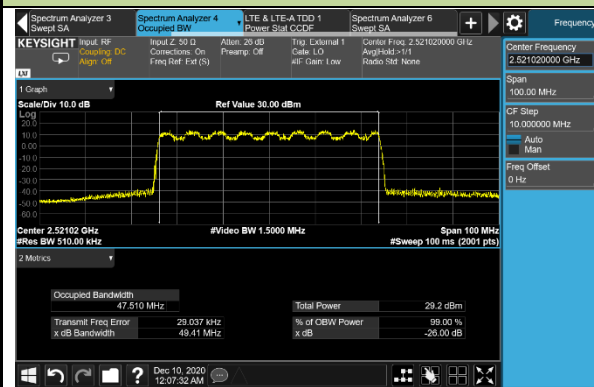 Spectrum Analyzer 3
Swept SA
Spectrum Analyzer 4
Occupied BW
LTE & LTE-A TDD 1
Power Stat CCDF
Spectrum Analyzer 6
Swept SA
+
Frequency
KEYSIGHT
Input: RF
Coupling: DC
Align: Off
Input Z: 50 Ω
Corrections: On
Freq Ref: Ext (S)
Atten: 26 dB
Preamp: Off
Trig: External 1
Gate: LO
#IF Gain: Low
Center Freq: 2.521020000 GHz
Avg|Hold:>1/1
Radio Std: None
LXI
Center Frequency
2.521020000 GHz
Span
100.00 MHz
CF Step
10.000000 MHz
Auto
Man
Freq Offset
0 Hz
1 Graph
Scale/Div 10.0 dB
Ref Value 30.00 dBm
Log
20.0
10.0
0.00
-10.0
-20.0
-30.0
-40.0
-50.0
-60.0
Center 2.52102 GHz
#Video BW 1.5000 MHz
Span 100 MHz
#Res BW 510.00 kHz
#Sweep 100 ms (2001 pts)
2 Metrics
Occupied Bandwidth
47.510 MHz
Total Power
29.2 dBm
Transmit Freq Error
29.037 kHz
% of OBW Power
99.00 %
x dB Bandwidth
49.41 MHz
x dB
-26.00 dB
?
Dec 10, 2020
12:07:32 AM